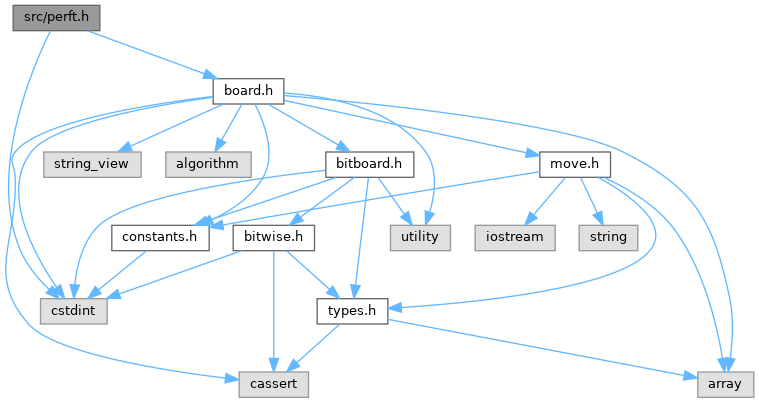 src/perft.h
board.h
string_view
algorithm
bitboard.h
move.h
constants.h
bitwise.h
utility
iostream
string
cstdint
types.h
cassert
array